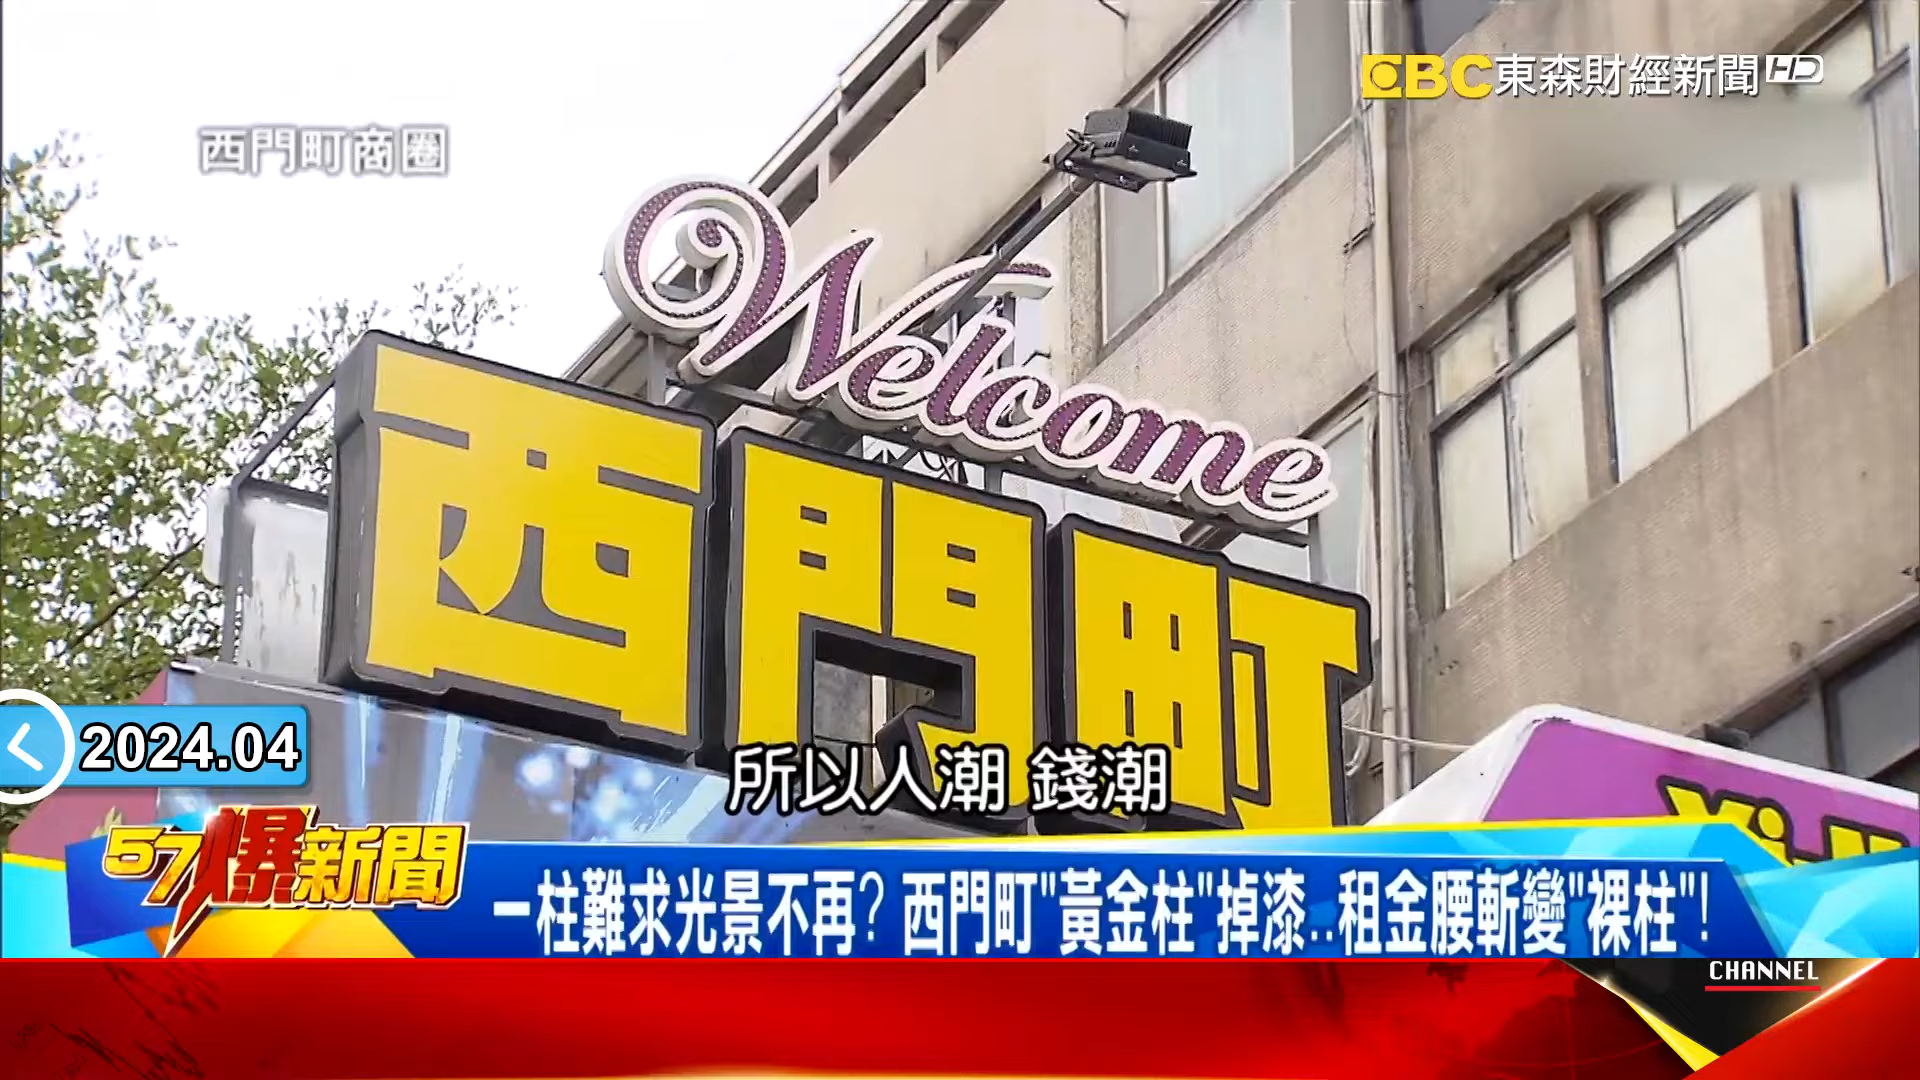 EBC東森財經新聞HD
西門町商圈
Welcome
西門町
2024.04
所以人潮 錢潮
57爆新聞
一柱難求光景不再? 西門町"黃金柱"掉漆..租金腰斬變"裸柱"!
CHANNEL